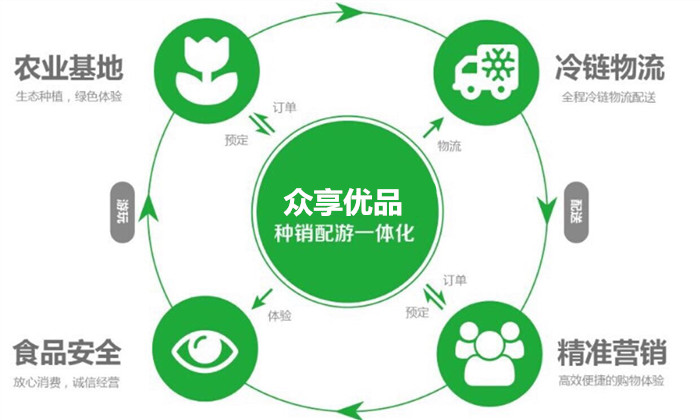 农业基地
生态种植，绿色体验
冷链物流
全程冷链物流配送
订单
预定
物流
众享优品
种销配游一体化
游玩
配送
订单
预定
体验
食品安全
放心消费，诚信经营
精准营销
高效便捷的购物体验